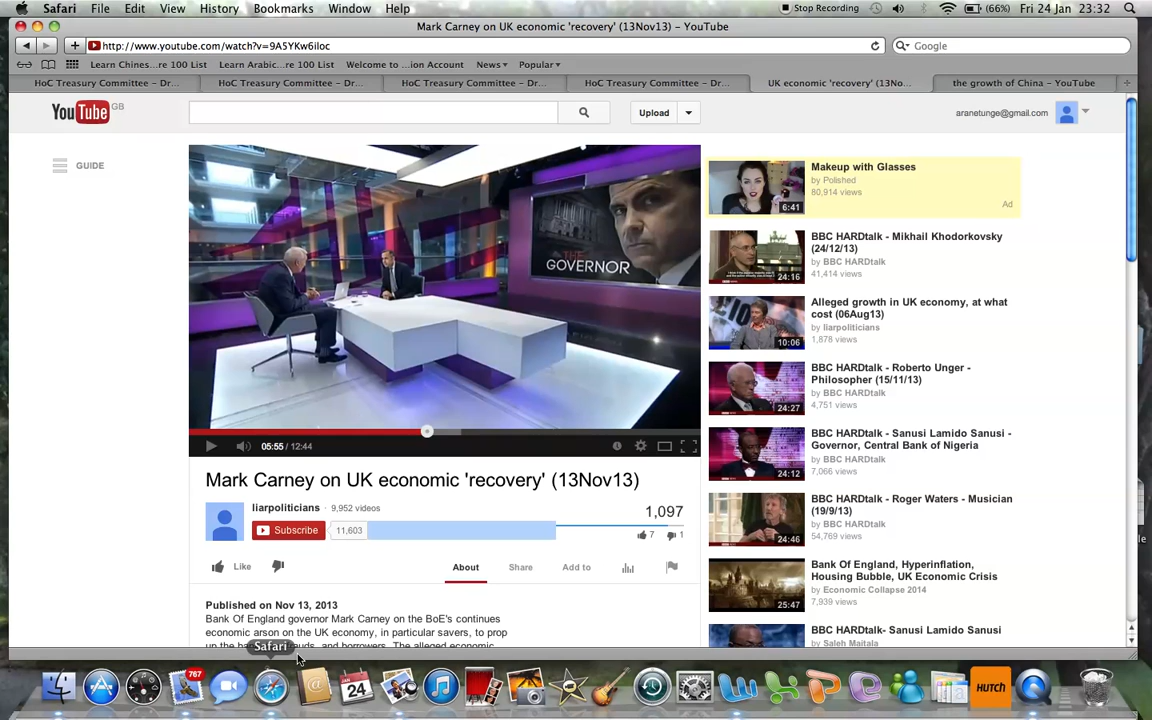 Safari File Edit View History Bookmarks Window Help
Stop Recording (66%) Fri 24 Jan 23:32
Mark Carney on UK economic 'recovery' (13Nov13) – YouTube
http://www.youtube.com/watch?v=9A5YKw6iloc
Google
Learn Chines...re 100 List Learn Arabic...re 100 List Welcome to ...ion Account News Popular
HoC Treasury Committee – Dr... HoC Treasury Committee – Dr... HoC Treasury Committee – Dr... HoC Treasury Committee – Dr... UK economic 'recovery' (13No... the growth of China – YouTube
YouTube GB
Upload
aranetunge@gmail.com
GUIDE
GOVERNOR
05:55 / 12:44
Mark Carney on UK economic 'recovery' (13Nov13)
liarpoliticians · 9,952 videos
Subscribe 11,603
1,097
7 1
Like
About Share Add to
Published on Nov 13, 2013
Bank Of England governor Mark Carney on the BoE's continues
economic arson on the UK economy, in particular savers, to prop
Makeup with Glasses
by Polished
80,914 views
Ad
6:41
BBC HARDtalk - Mikhail Khodorkovsky
(24/12/13)
by BBC HARDtalk
41,414 views
24:16
Alleged growth in UK economy, at what
cost (06Aug13)
by liarpoliticians
1,878 views
10:06
BBC HARDtalk - Roberto Unger -
Philosopher (15/11/13)
by BBC HARDtalk
4,751 views
24:27
BBC HARDtalk - Sanusi Lamido Sanusi -
Governor, Central Bank of Nigeria
by BBC HARDtalk
7,066 views
24:12
BBC HARDtalk - Roger Waters - Musician
(19/9/13)
by BBC HARDtalk
54,769 views
24:46
Bank Of England, Hyperinflation,
Housing Bubble, UK Economic Crisis
by Economic Collapse 2014
7,939 views
25:47
BBC HARDtalk- Sanusi Lamido Sanusi
by Saleh Maitala
Safari
767
JAN
24
HUTCH